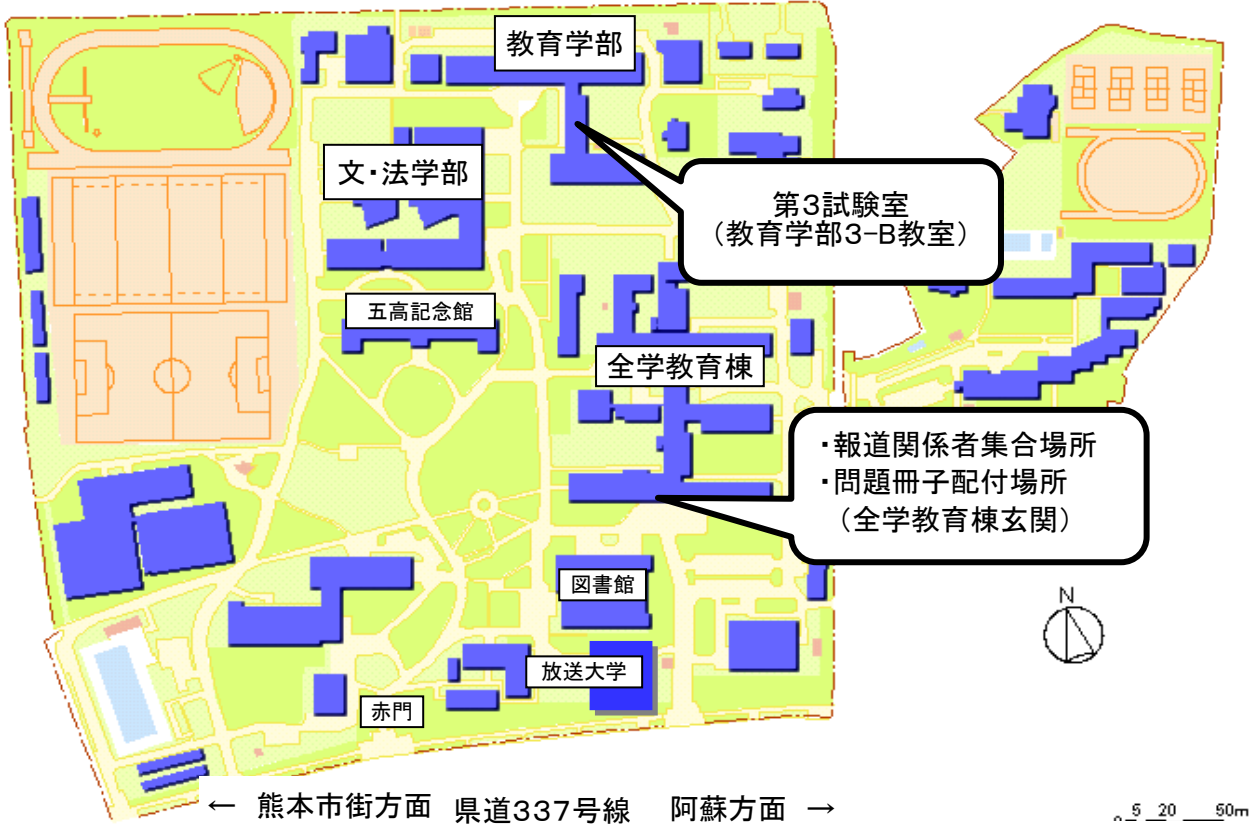 教育学部
文・法学部
第3試験室
（教育学部3-B教室）
五高記念館
全学教育棟
・報道関係者集合場所
・問題冊子配付場所
（全学教育棟玄関）
図書館
N
放送大学
赤門
← 熊本市街方面 県道337号線 阿蘇方面 →
0 5 20 50m